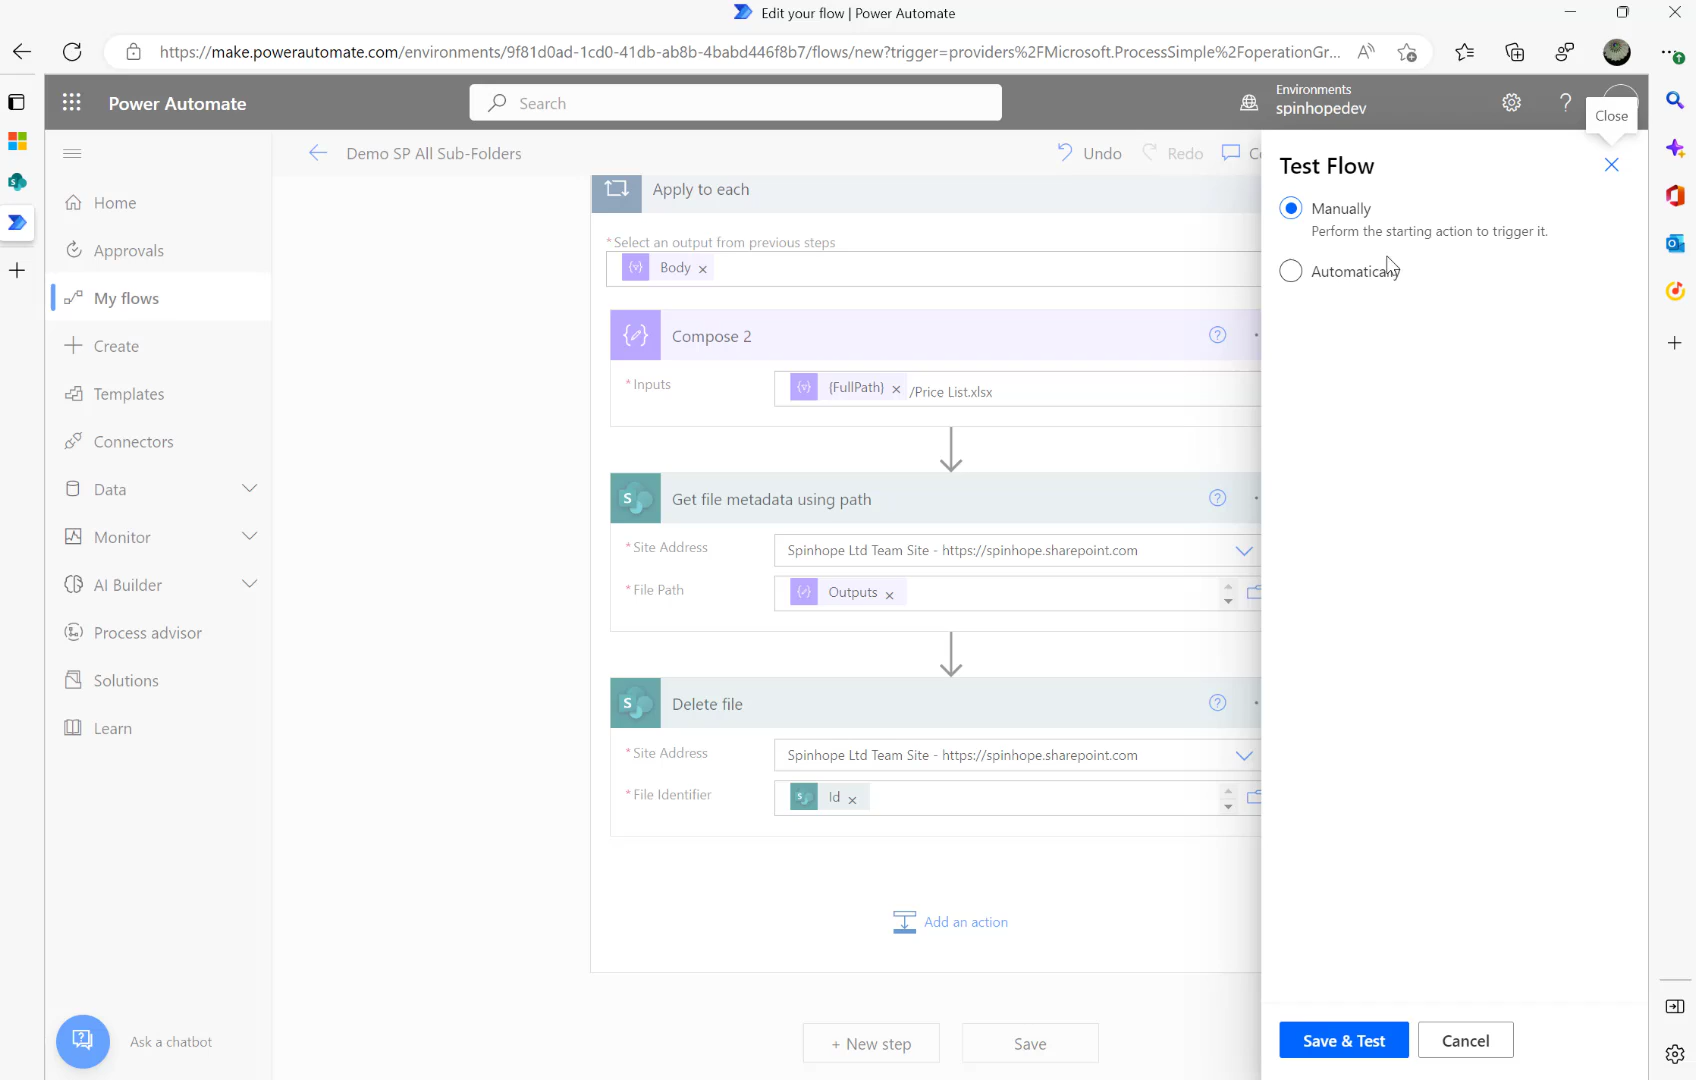 Edit your flow | Power Automate
https://make.powerautomate.com/environments/9f81d0ad-1cd0-41db-ab8b-4babd446f8b7/flows/new?trigger=providers%2FMicrosoft.ProcessSimple%2FoperationGr...
Power Automate
Search
Environments
spinhopedev
?
Close
Demo SP All Sub-Folders
Undo
Redo
Test Flow
Manually
Perform the starting action to trigger it.
Automatically
Home
Approvals
My flows
Create
Templates
Connectors
Data
Monitor
AI Builder
Process advisor
Solutions
Learn
Ask a chatbot
Apply to each
* Select an output from previous steps
Body
Compose 2
* Inputs
{FullPath} /Price List.xlsx
Get file metadata using path
* Site Address
Spinhope Ltd Team Site - https://spinhope.sharepoint.com
* File Path
Outputs
Delete file
* Site Address
Spinhope Ltd Team Site - https://spinhope.sharepoint.com
* File Identifier
Id
Add an action
+ New step
Save
Save & Test
Cancel